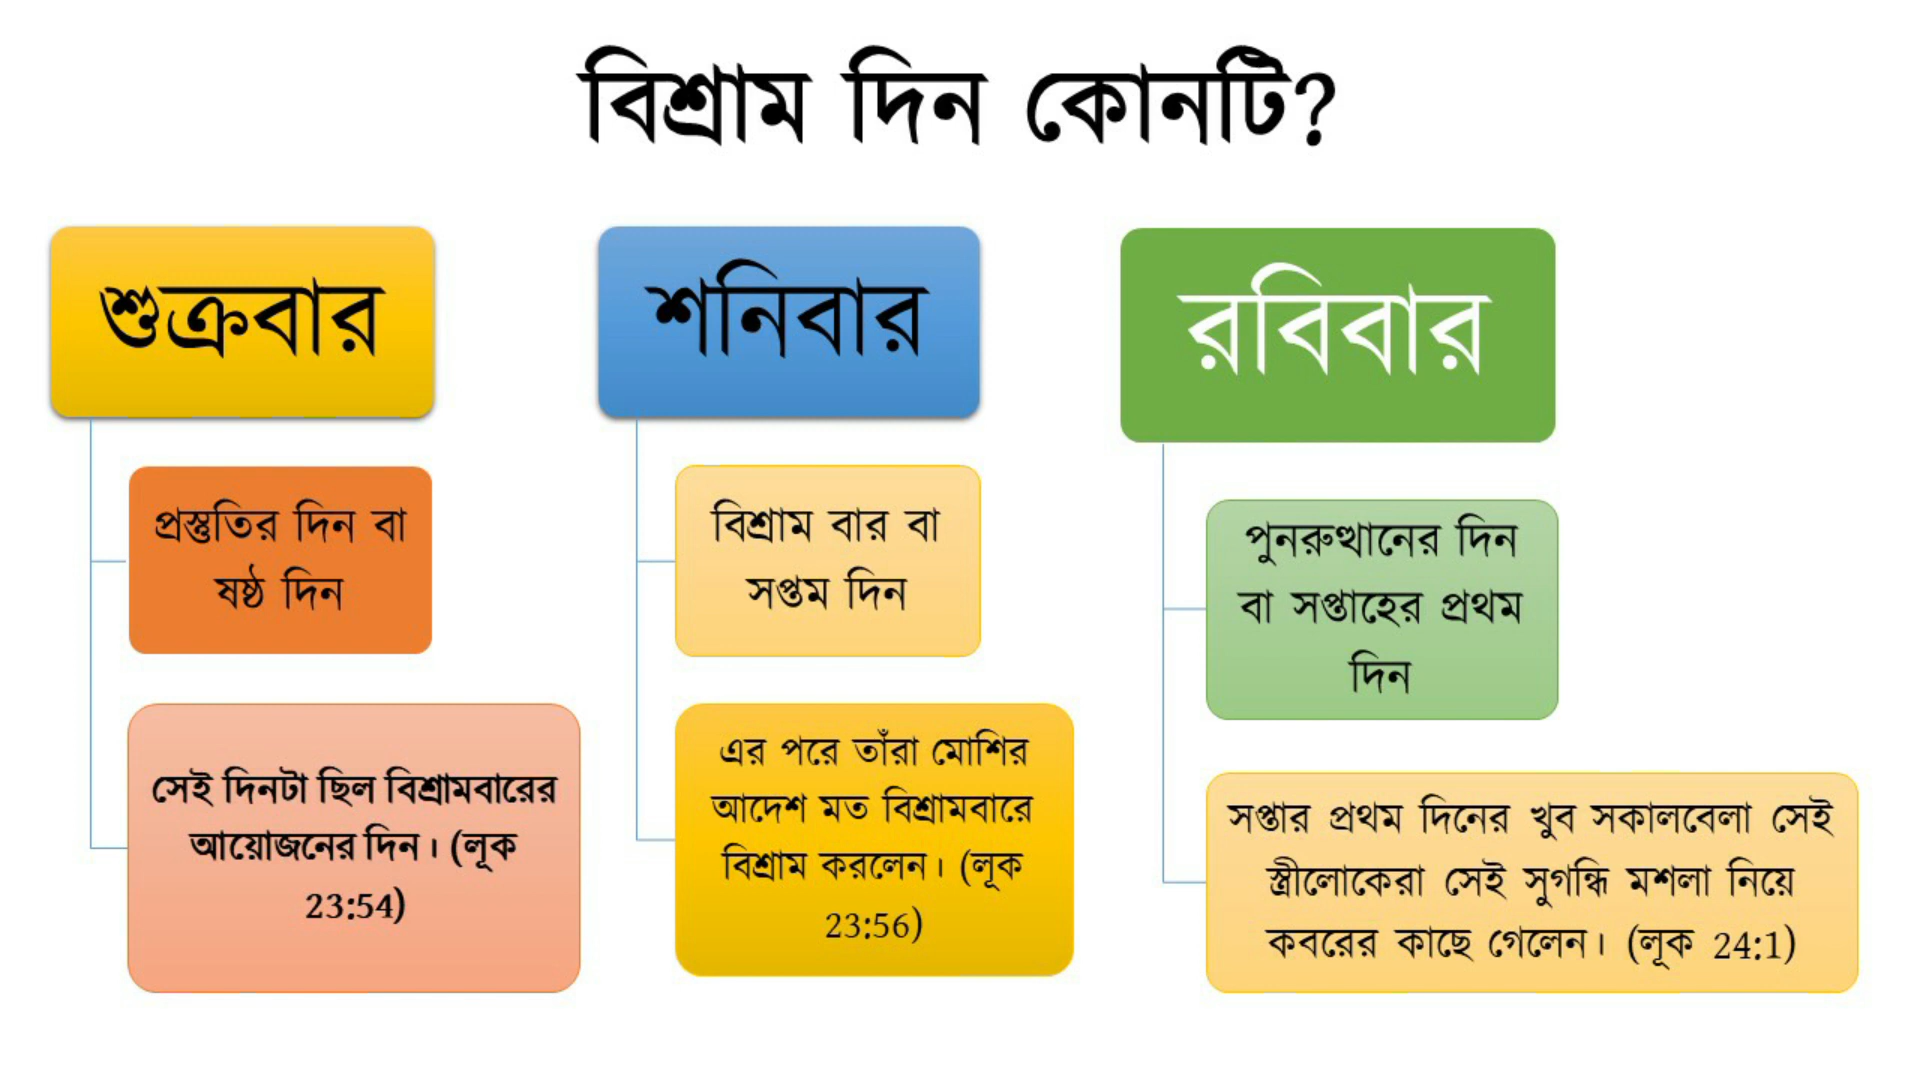 বিশ্রাম দিন কোনটি?
শুক্রবার
প্রস্তুতির দিন বা
ষষ্ঠ দিন
সেই দিনটা ছিল বিশ্রামবারের
আয়োজনের দিন। (লূক
23:54)
শনিবার
বিশ্রাম বার বা
সপ্তম দিন
এর পরে তাঁরা মোশির
আদেশ মত বিশ্রামবারে
বিশ্রাম করলেন। (লূক
23:56)
রবিবার
পুনরুত্থানের দিন
বা সপ্তাহের প্রথম
দিন
সপ্তার প্রথম দিনের খুব সকালবেলা সেই
স্ত্রীলোকেরা সেই সুগন্ধি মশলা নিয়ে
কবরের কাছে গেলেন। (লূক 24:1)